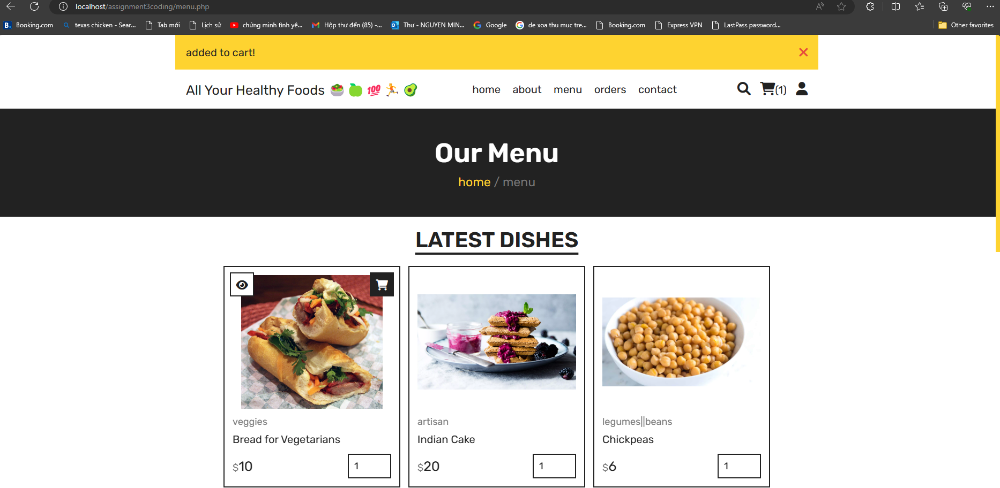 localhost/assignment3coding/menu.php
Booking.com texas chicken - Sear... Tab mới Lịch sử chứng minh tình yê... Hộp thư đến (85) -... Thư - NGUYEN MIN... Google de xoa thu muc tre... Booking.com Express VPN LastPass password... Other favorites
added to cart!
All Your Healthy Foods 🥗 🍏 💯 🏃 🥑 home about menu orders contact (1)
Our Menu
home / menu
LATEST DISHES
veggies
Bread for Vegetarians
$10 1
artisan
Indian Cake
$20 1
legumes||beans
Chickpeas
$6 1